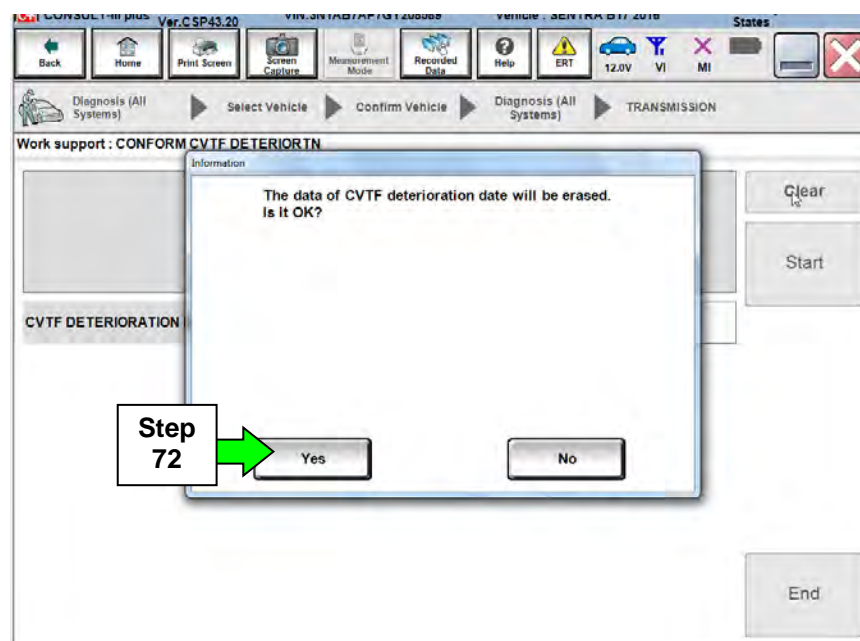 CONSULT-III plus Ver.CSP43.20 Vehicle : SENTRA B17 2016 States
Back Home Print Screen Screen Capture Measurement Mode Recorded Data Help ERT 12.0V VI MI
Diagnosis (All Systems) Select Vehicle Confirm Vehicle Diagnosis (All Systems) TRANSMISSION
Work support : CONFORM CVTF DETERIORTN
Information
The data of CVTF deterioration date will be erased.
Is it OK?
Clear
Start
CVTF DETERIORATION
Step
72
Yes No
End